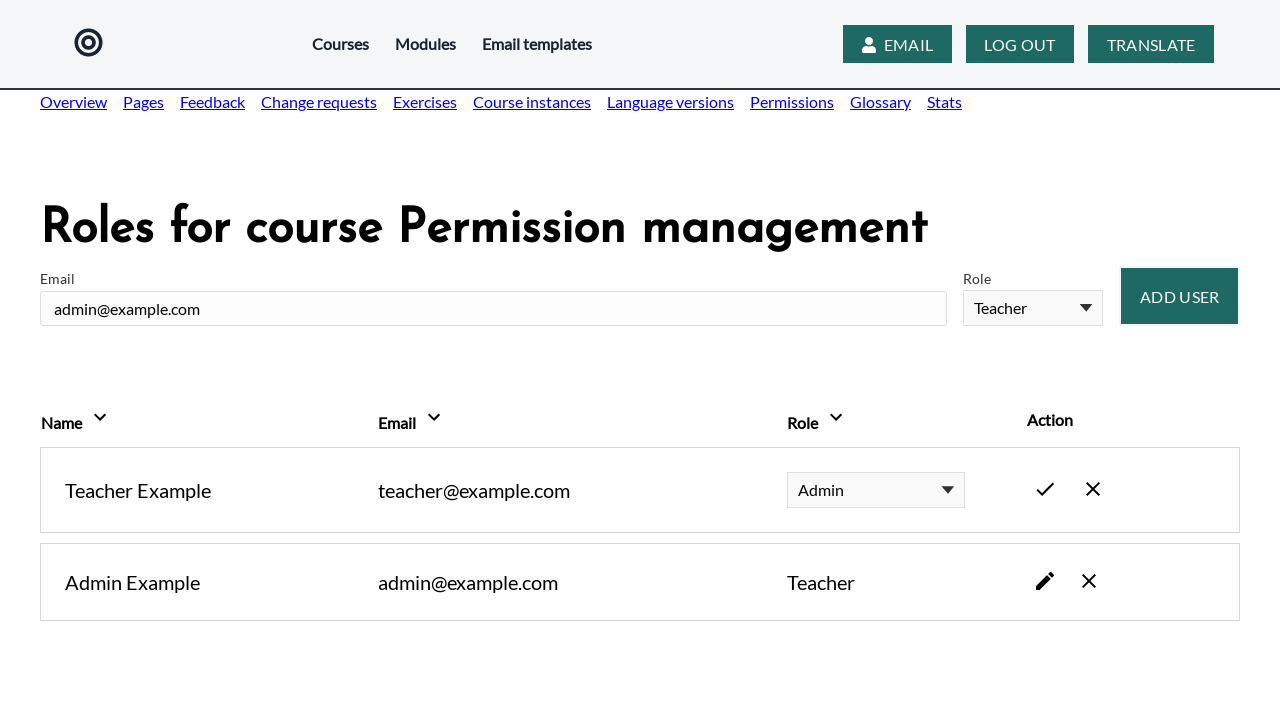 Courses Modules Email templates EMAIL LOG OUT TRANSLATE
Overview Pages Feedback Change requests Exercises Course instances Language versions Permissions Glossary Stats
Roles for course Permission management
Email Role
admin@example.com Teacher ADD USER
Name Email Role Action
Teacher Example teacher@example.com Admin
Admin Example admin@example.com Teacher